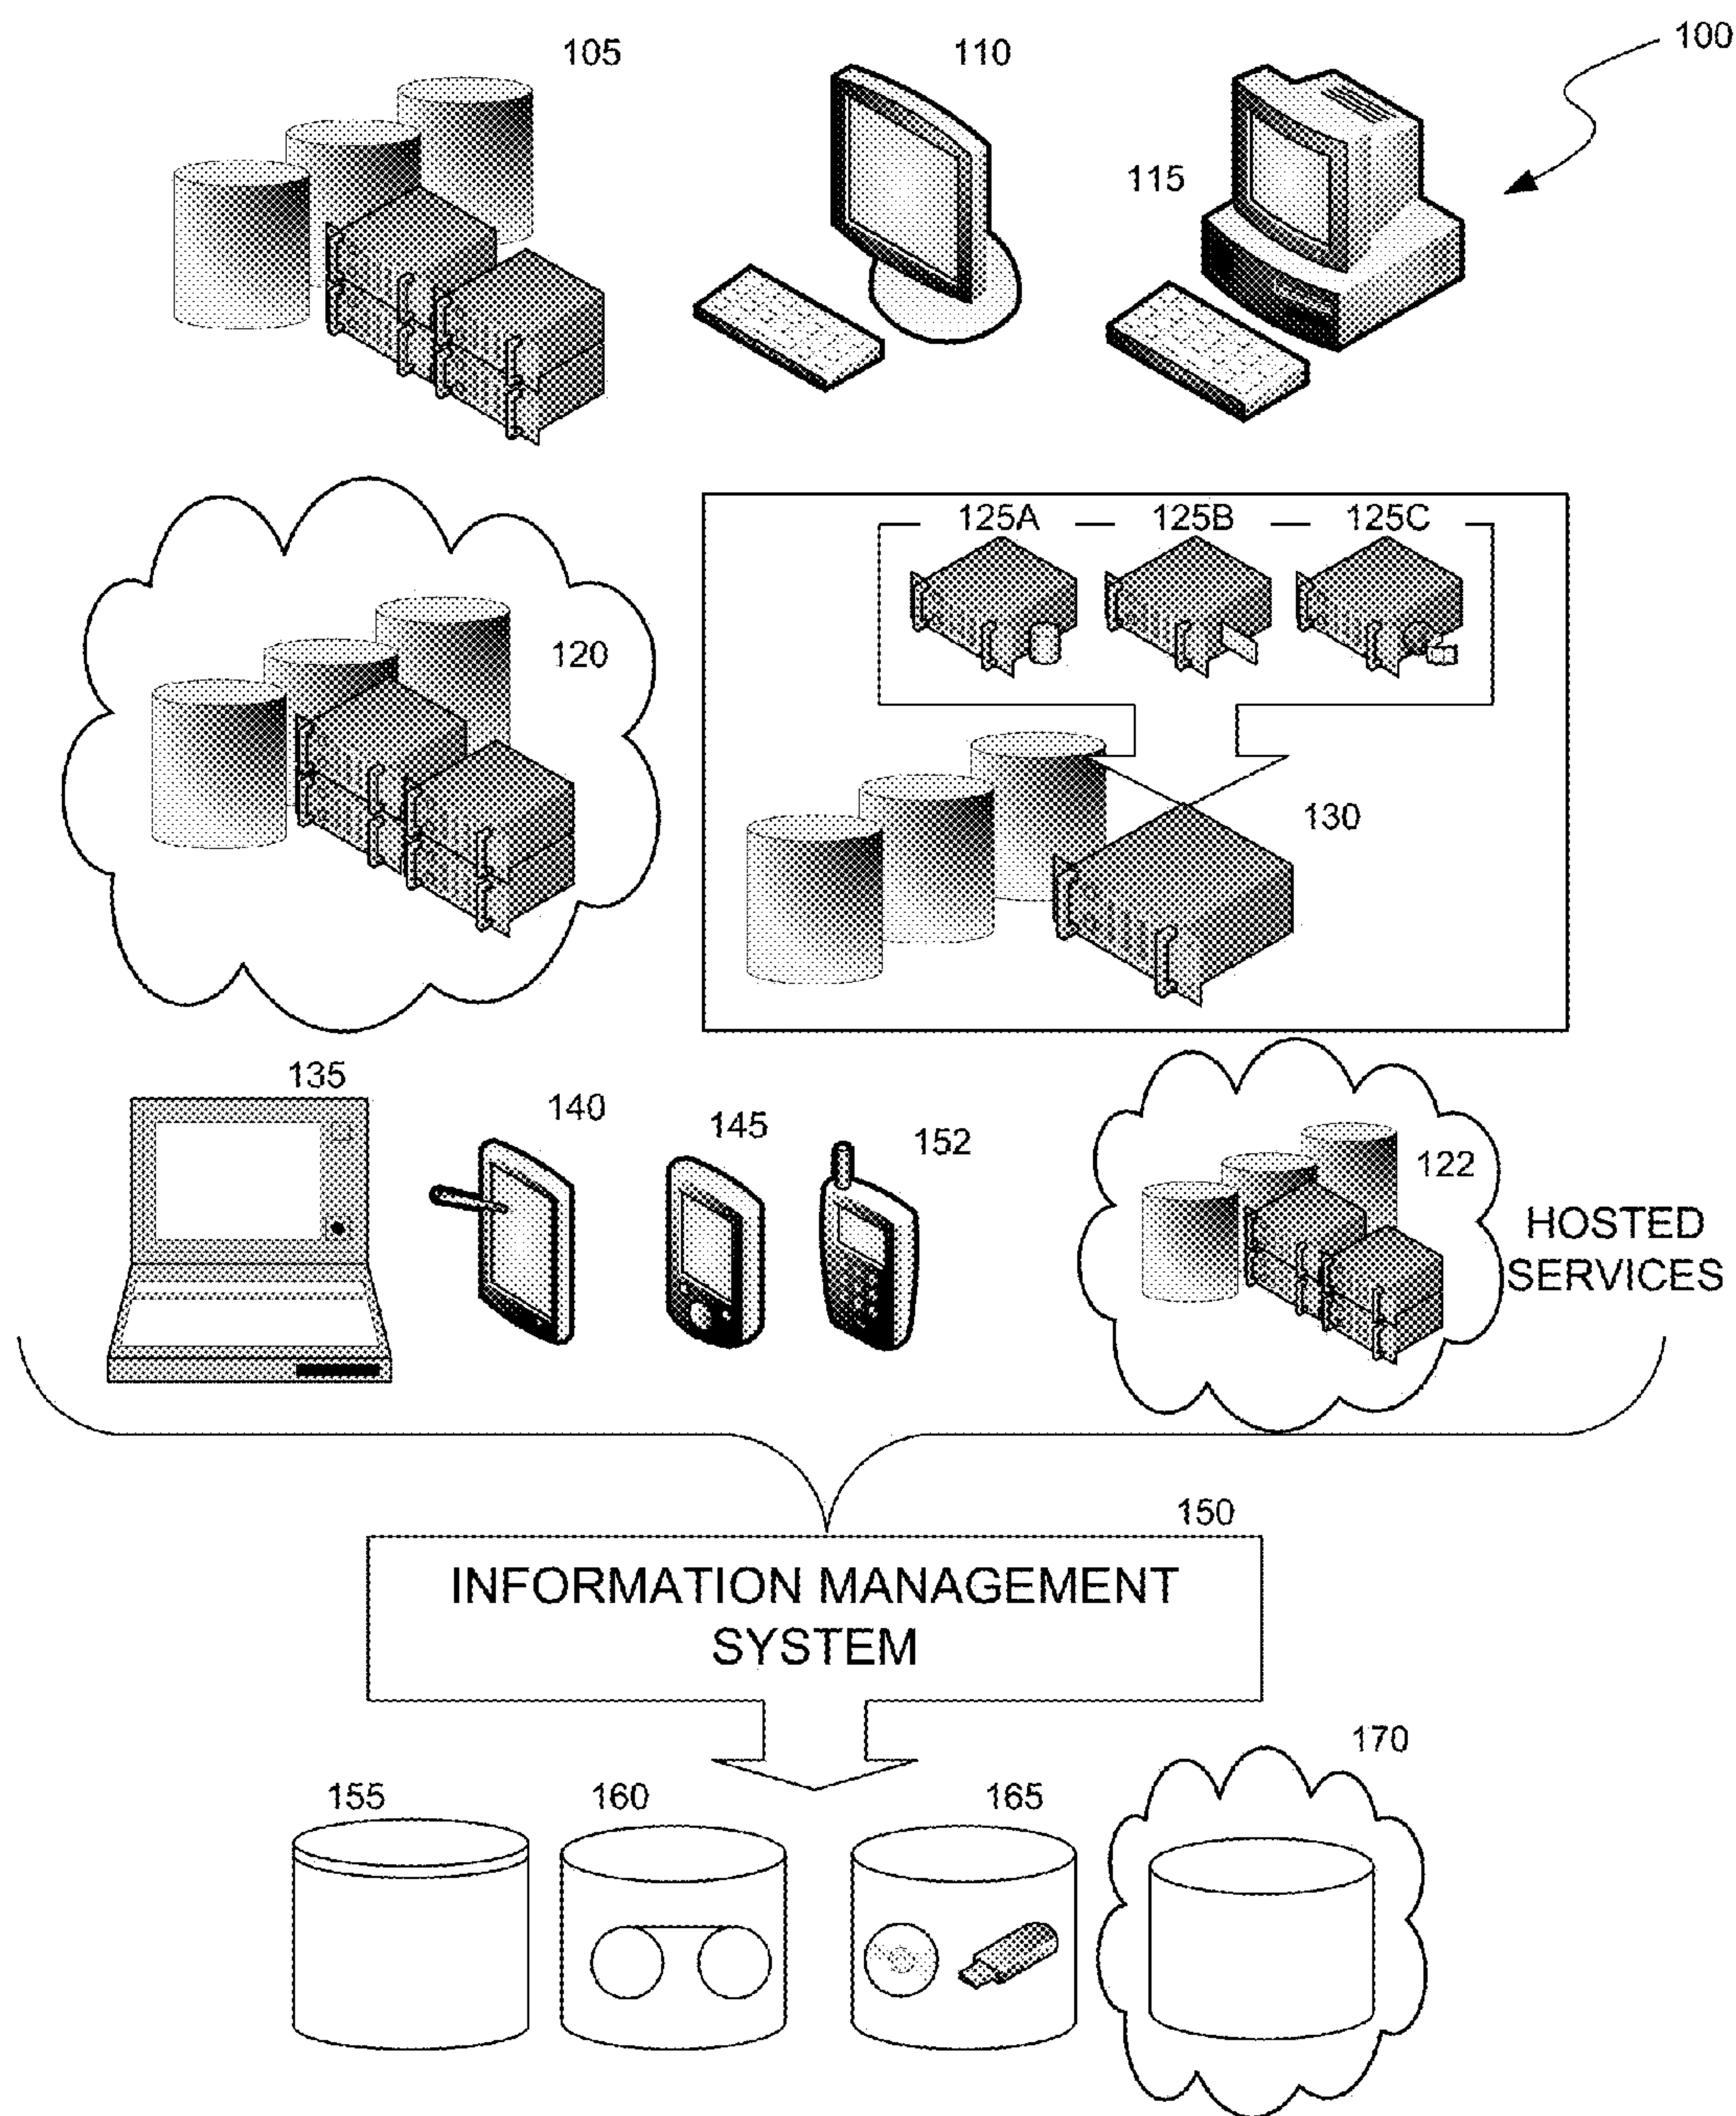 105
110
100
115
125A
125B
125C
120
130
135
140
145
152
122
HOSTED
SERVICES
150
INFORMATION MANAGEMENT
SYSTEM
170
155
160
165